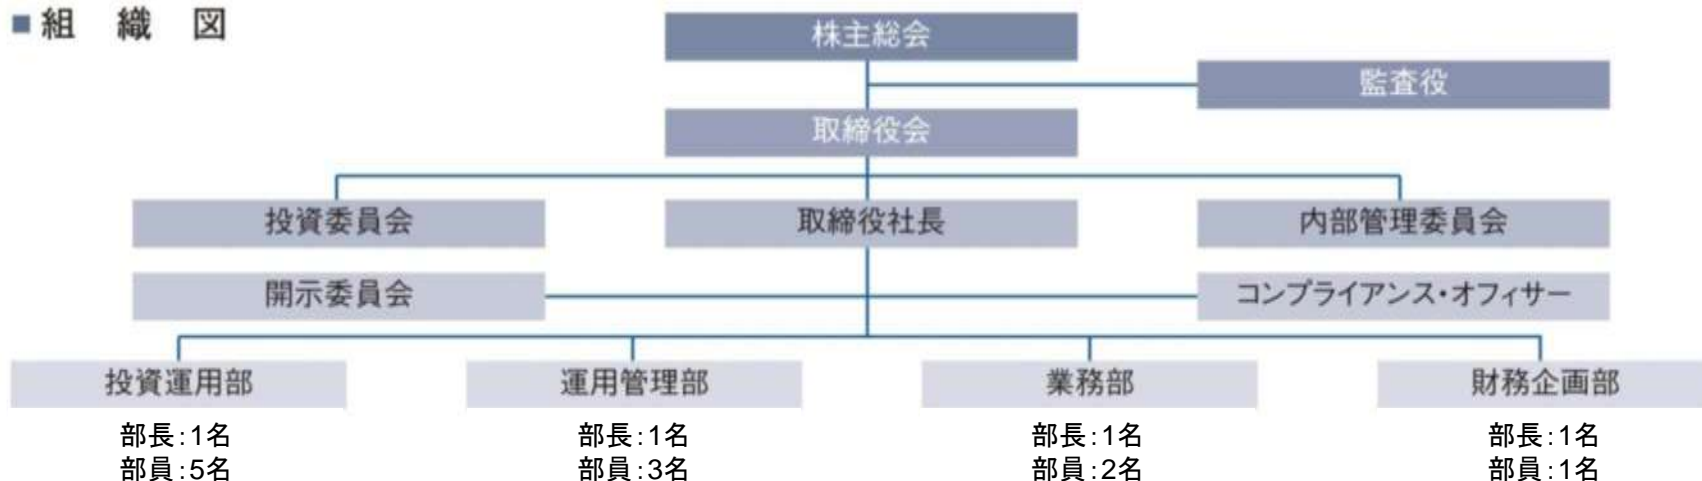 ■組 織 図
株主総会
監査役
取締役会
投資委員会
取締役社長
内部管理委員会
開示委員会
コンプライアンス・オフィサー
投資運用部
運用管理部
業務部
財務企画部
部長：1名
部員：5名
部長：1名
部員：3名
部長：1名
部員：2名
部長：1名
部員：1名